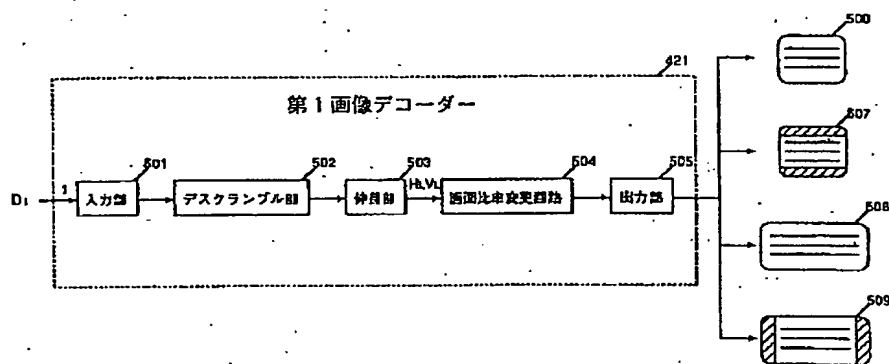 421
第1画像デコーダー
501
502
503
504
505
D1
1
入力部
デスクランブル部
伸長部
HL,VL
画面比率変更回路
出力部
500
507
508
509